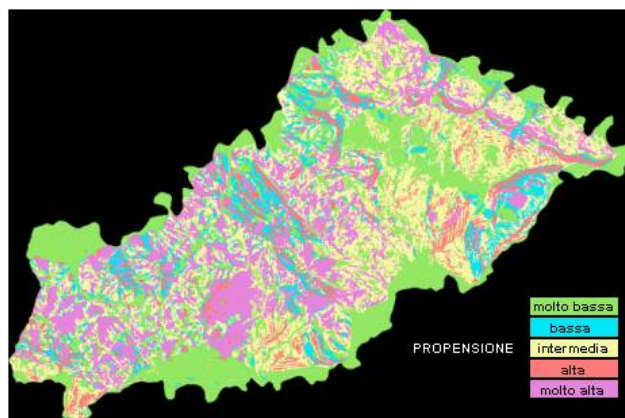 molto bassa
bassa
PROPENSIONE intermedia
alta
molto alta